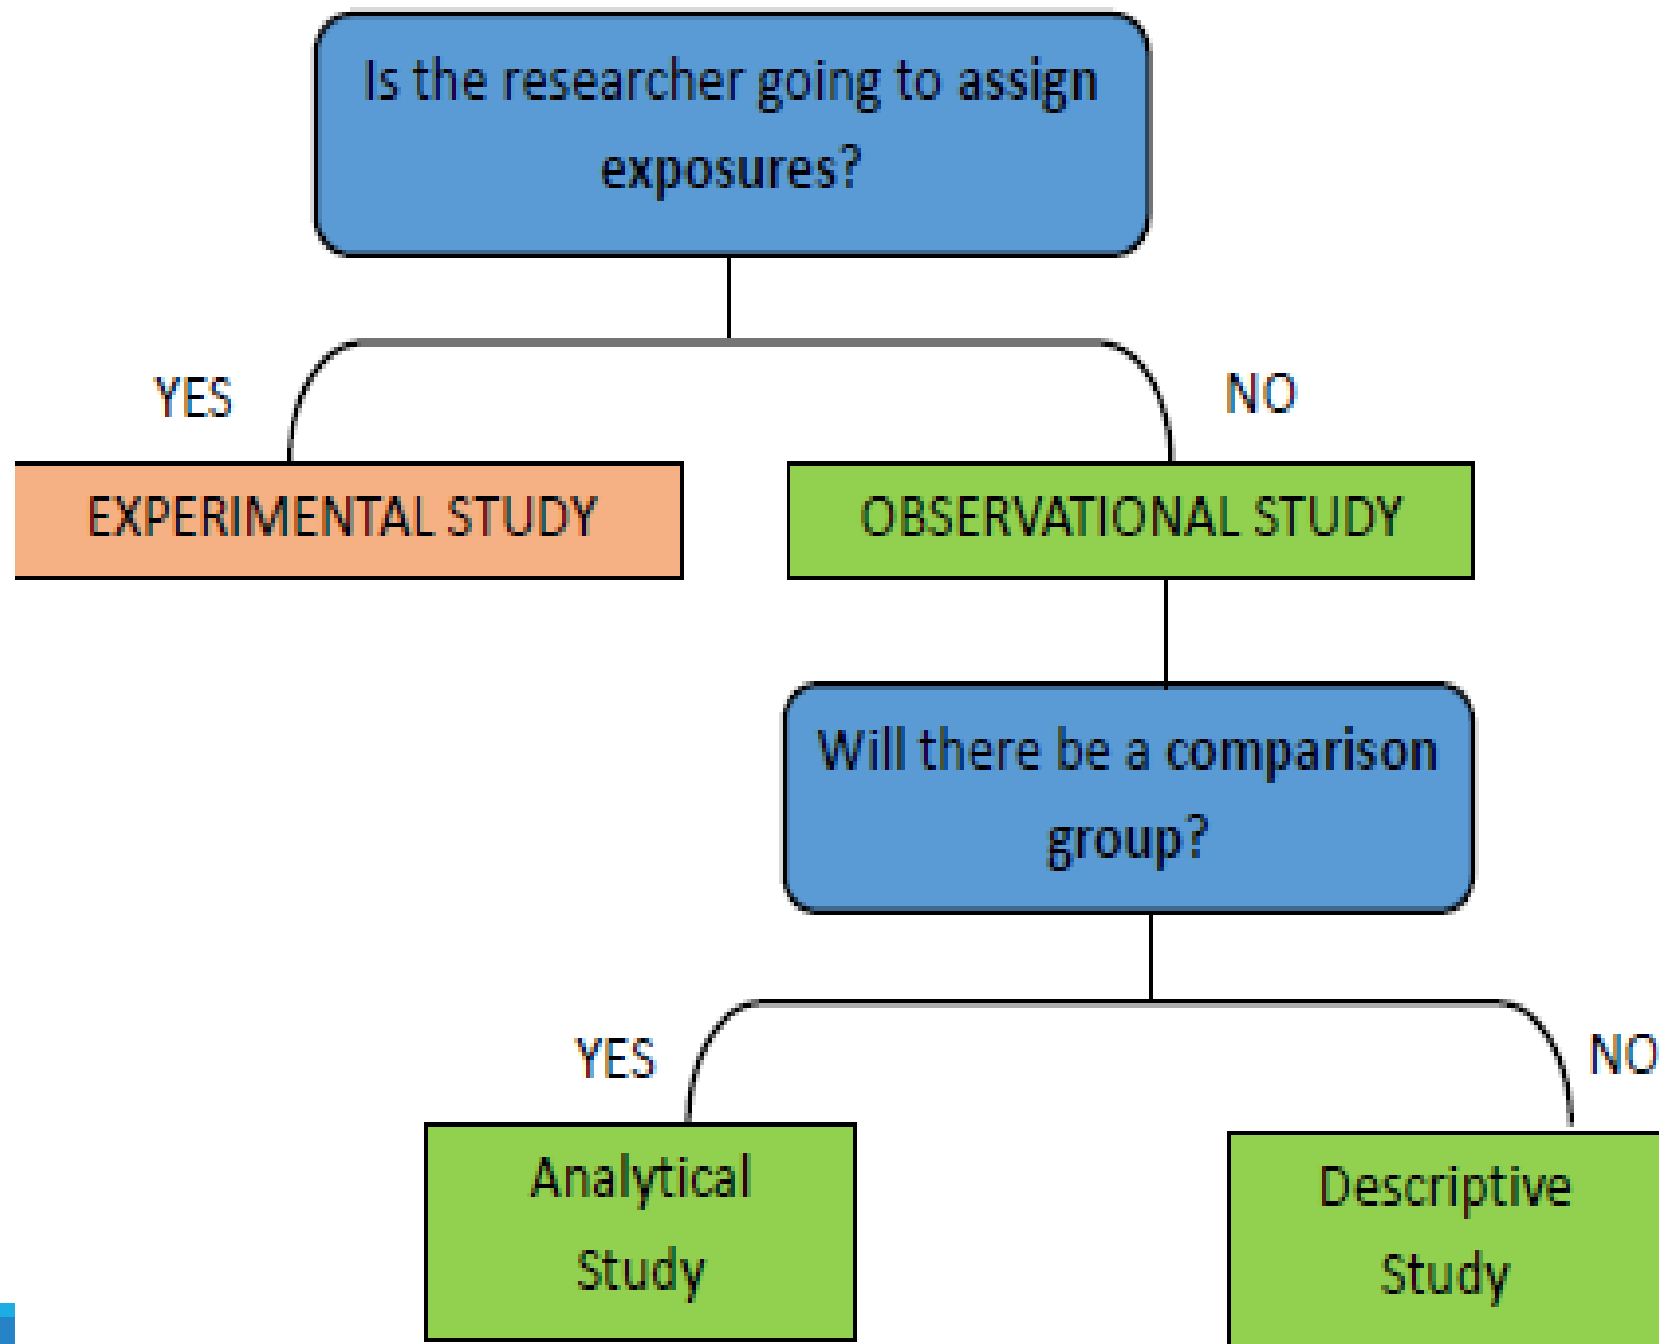 Is the researcher going to assign
exposures?
YES
NO
EXPERIMENTAL STUDY
OBSERVATIONAL STUDY
Will there be a comparison
group?
YES
NO
Analytical
Study
Descriptive
Study